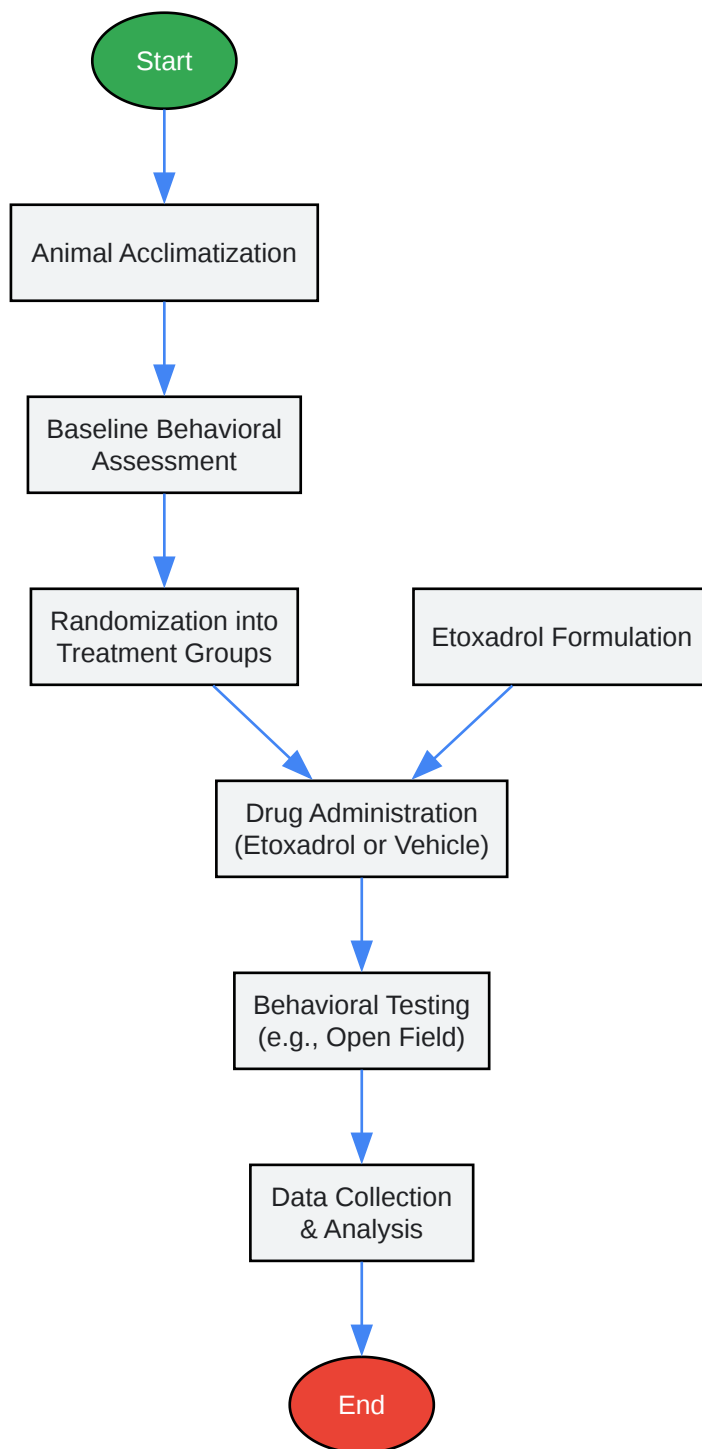 Start
Animal Acclimatization
Baseline Behavioral
Assessment
Randomization into
Treatment Groups
Etoxadrol Formulation
Drug Administration
(Etoxadrol or Vehicle)
Behavioral Testing
(e.g., Open Field)
Data Collection
& Analysis
End